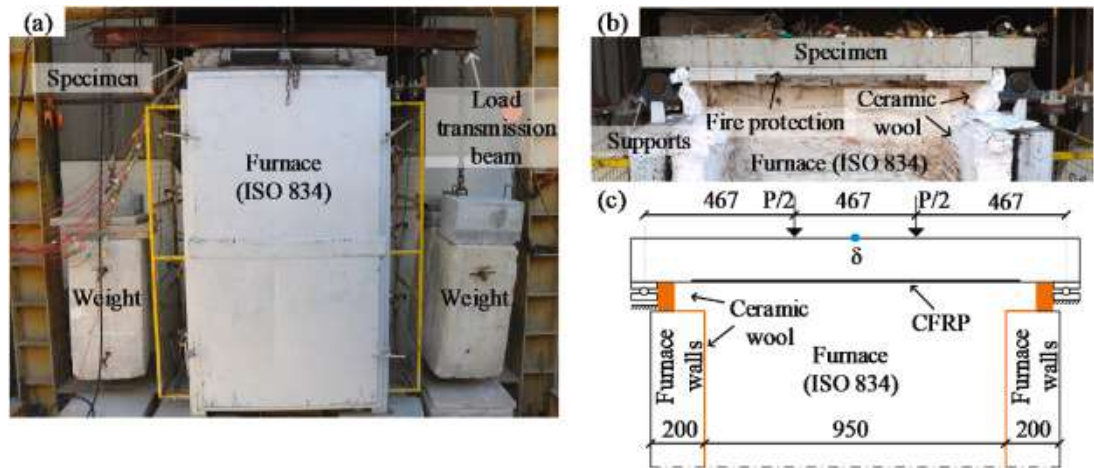 (a)
Specimen
Furnace
(ISO 834)
Load
transmission
beam
Weight
Weight
(b)
Specimen
Ceramic
wool
Fire protection
Supports
Furnace (ISO 834)
(c)
467 P/2 467 P/2 467
δ
CFRP
Ceramic
wool
Furnace
walls
Furnace
(ISO 834)
Furnace
walls
200 950 200